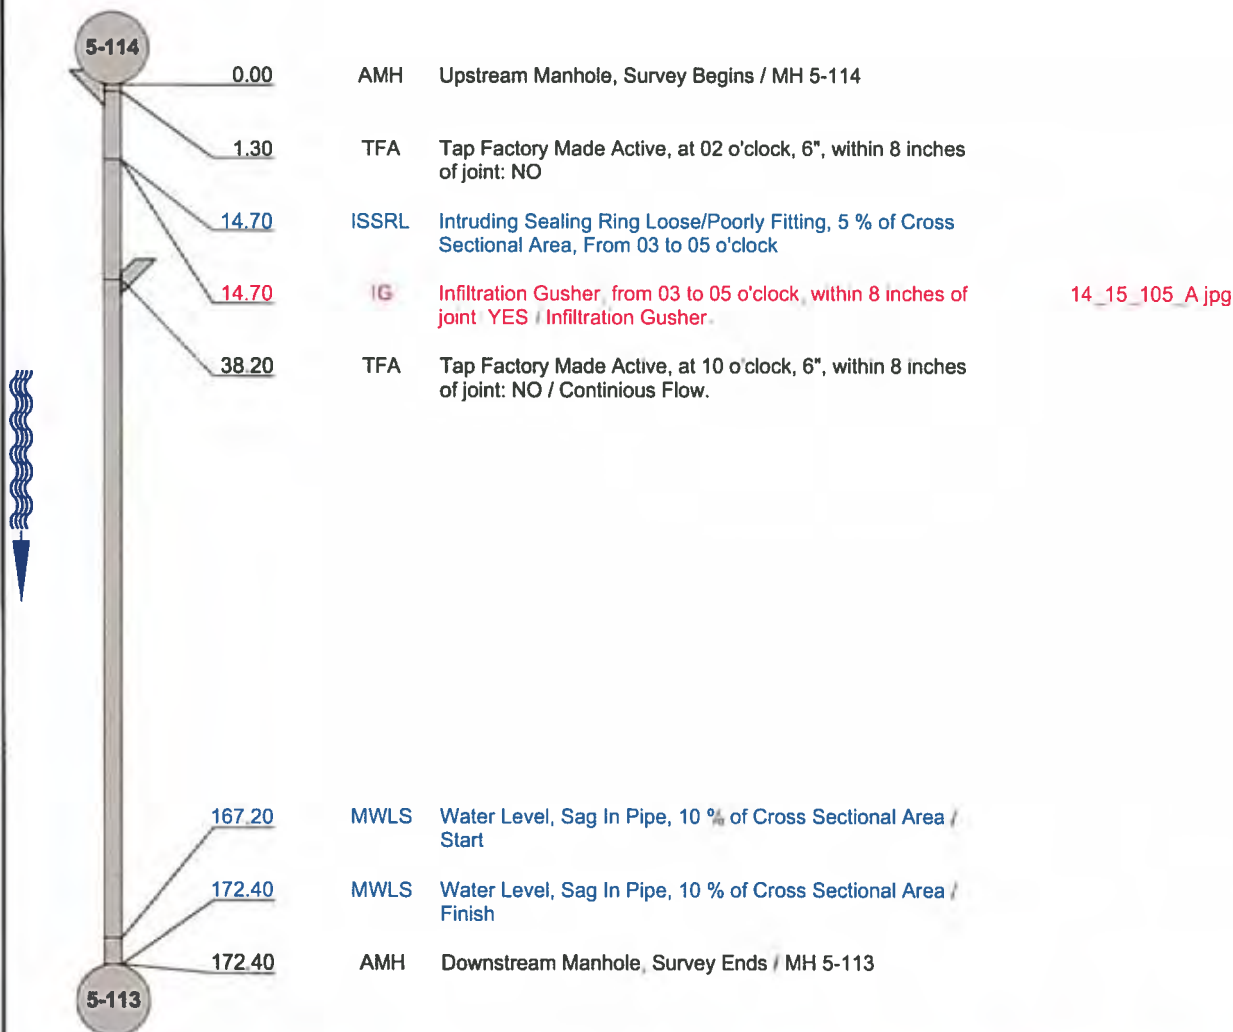 5-114
0.00 AMH Upstream Manhole, Survey Begins / MH 5-114
1.30 TFA Tap Factory Made Active, at 02 o'clock, 6", within 8 inches
of joint: NO
14.70 ISSRL Intruding Sealing Ring Loose/Poorly Fitting, 5 % of Cross
Sectional Area, From 03 to 05 o'clock
14.70 IG Infiltration Gusher, from 03 to 05 o'clock, within 8 inches of 14_15_105_A.jpg
joint YES / Infiltration Gusher.
38.20 TFA Tap Factory Made Active, at 10 o'clock, 6", within 8 inches
of joint: NO / Continious Flow.
167.20 MWLS Water Level, Sag In Pipe, 10 % of Cross Sectional Area /
Start
172.40 MWLS Water Level, Sag In Pipe, 10 % of Cross Sectional Area /
Finish
172.40 AMH Downstream Manhole, Survey Ends / MH 5-113
5-113